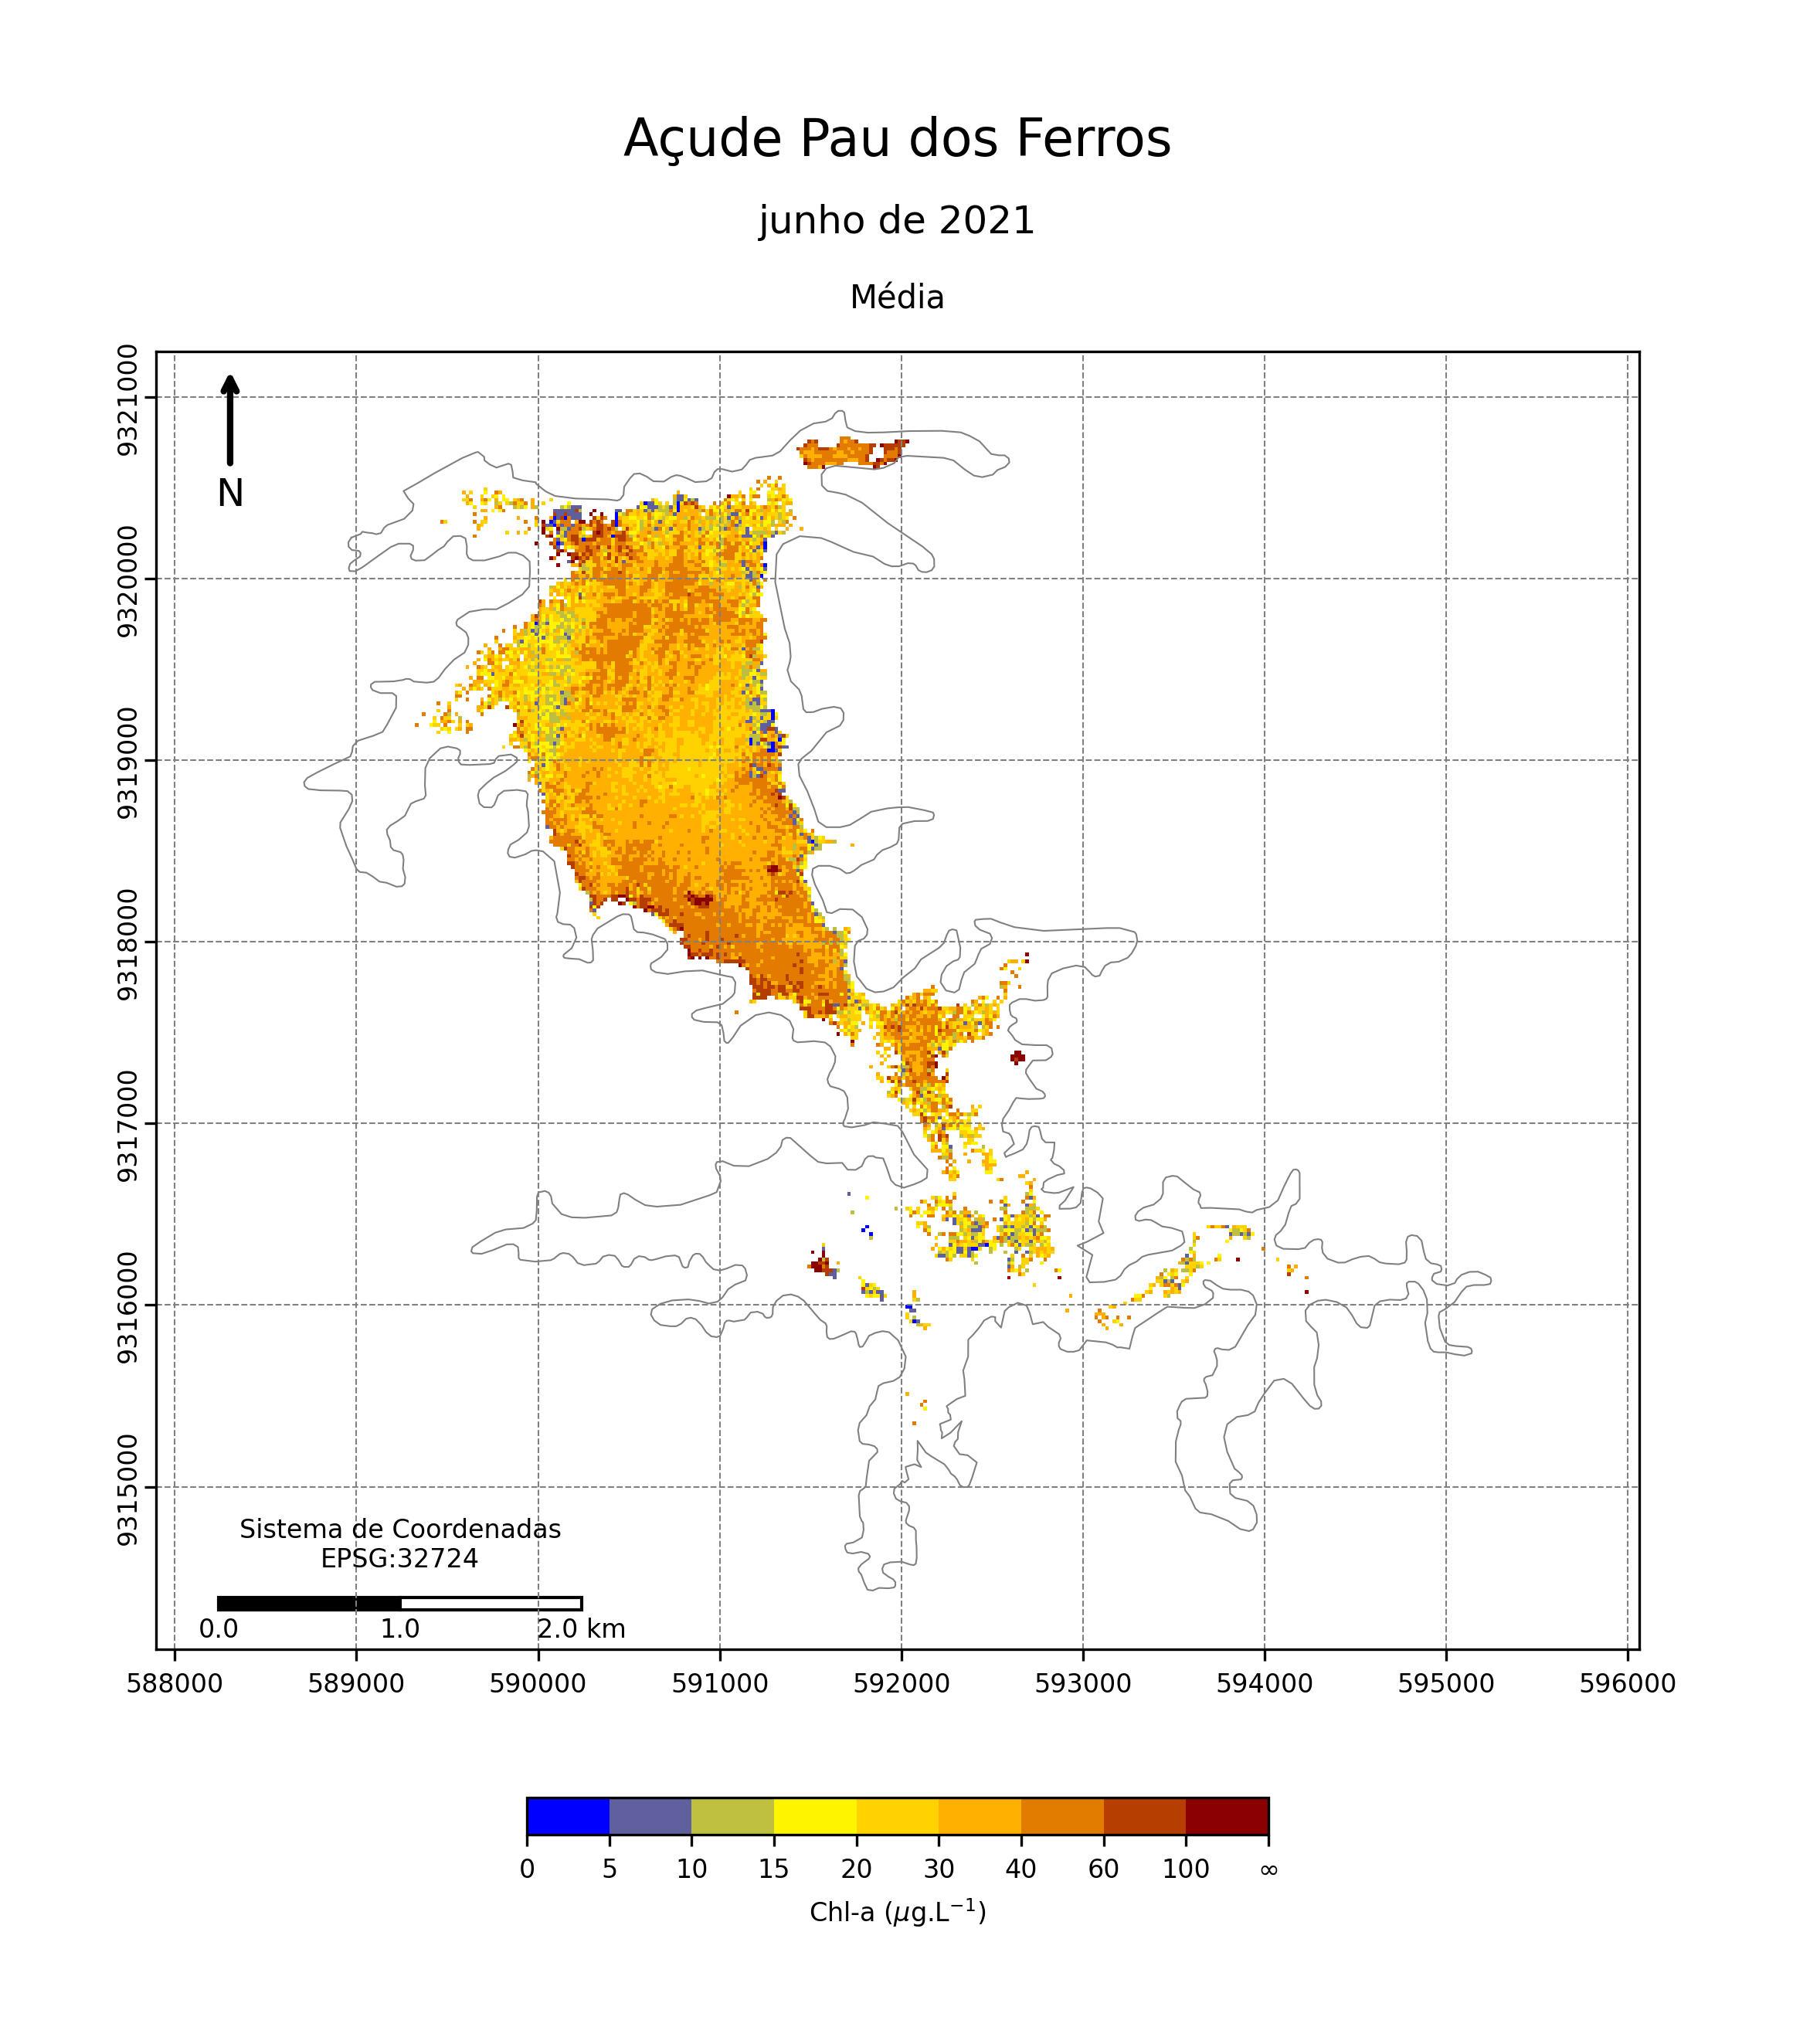 Açude Pau dos Ferros
junho de 2021
Média
9321000
9320000
9319000
9318000
9317000
9316000
9315000
N
Sistema de Coordenadas
EPSG:32724
0.0 1.0 2.0 km
588000 589000 590000 591000 592000 593000 594000 595000 596000
0 5 10 15 20 30 40 60 100 ∞
Chl-a (μg.L⁻¹)